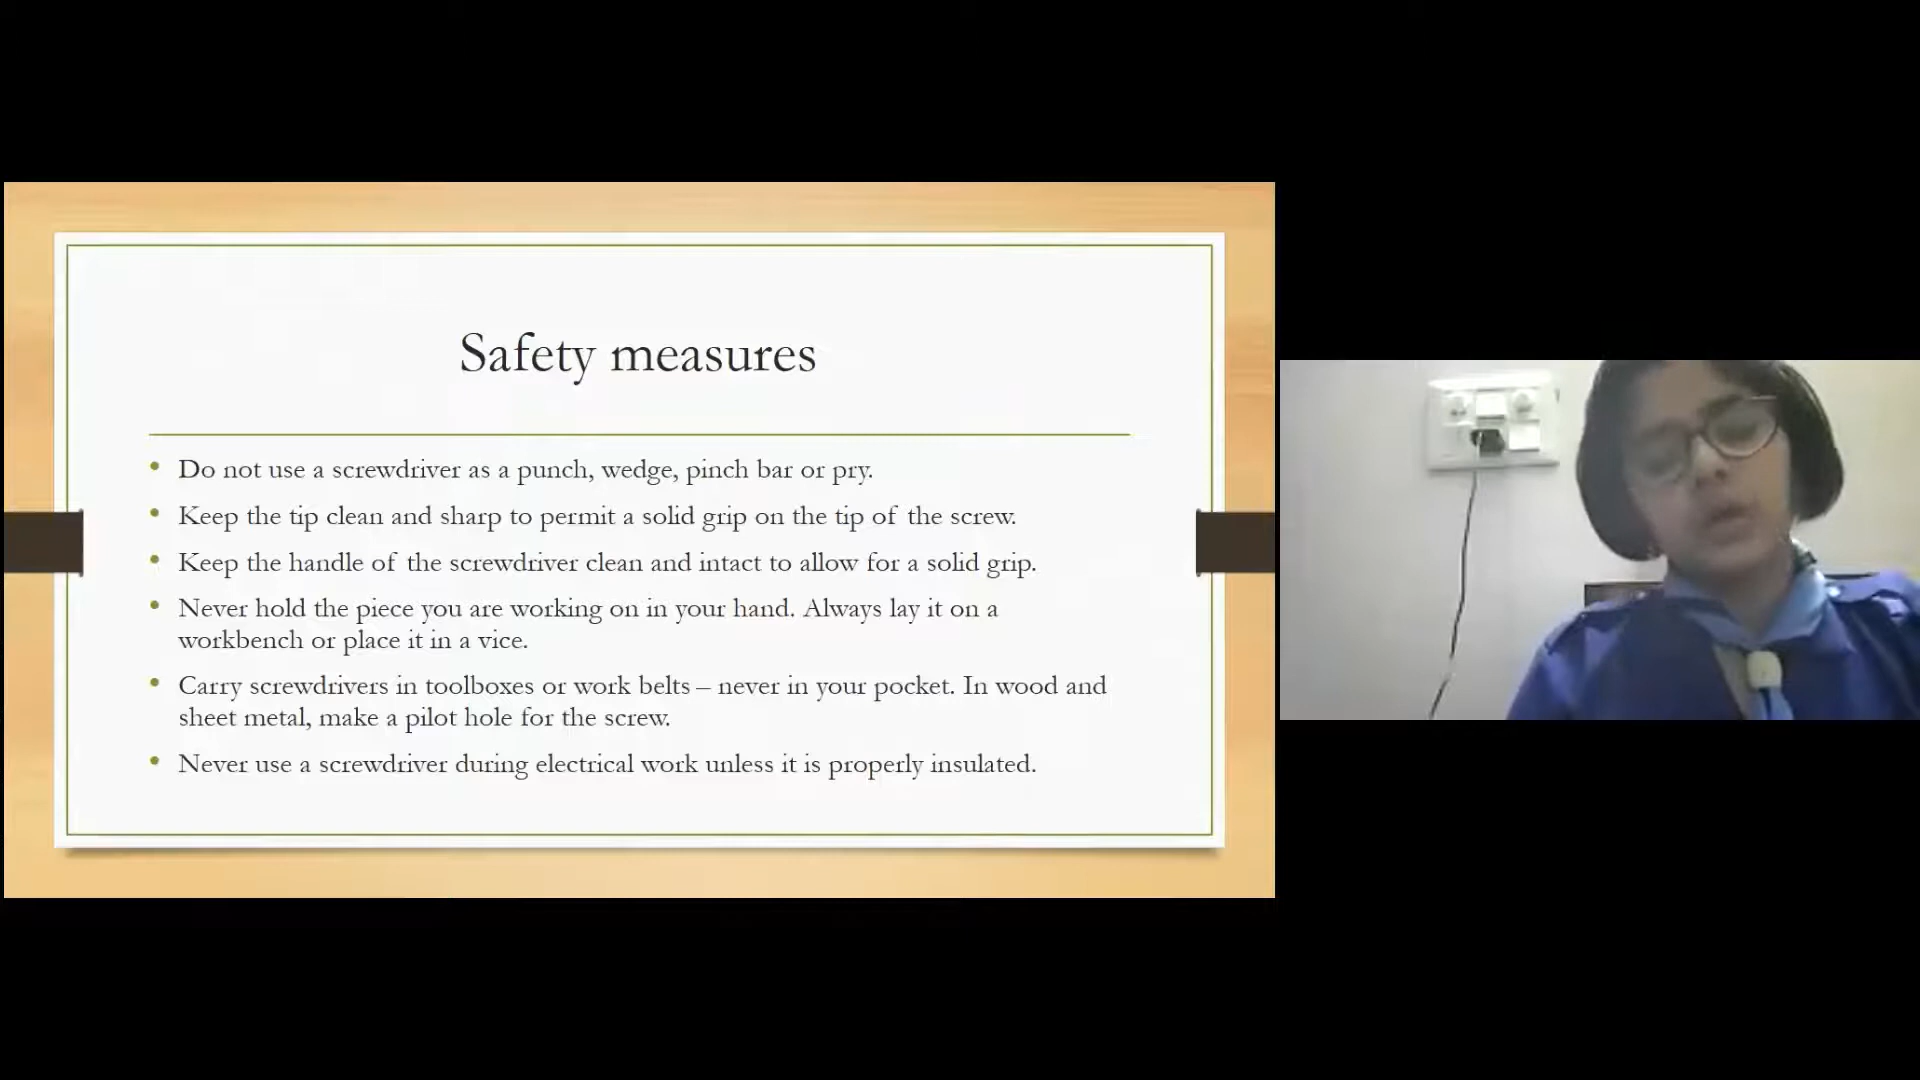 Safety measures
• Do not use a screwdriver as a punch, wedge, pinch bar or pry.
• Keep the tip clean and sharp to permit a solid grip on the tip of the screw.
• Keep the handle of the screwdriver clean and intact to allow for a solid grip.
• Never hold the piece you are working on in your hand. Always lay it on a
workbench or place it in a vice.
• Carry screwdrivers in toolboxes or work belts – never in your pocket. In wood and
sheet metal, make a pilot hole for the screw.
• Never use a screwdriver during electrical work unless it is properly insulated.